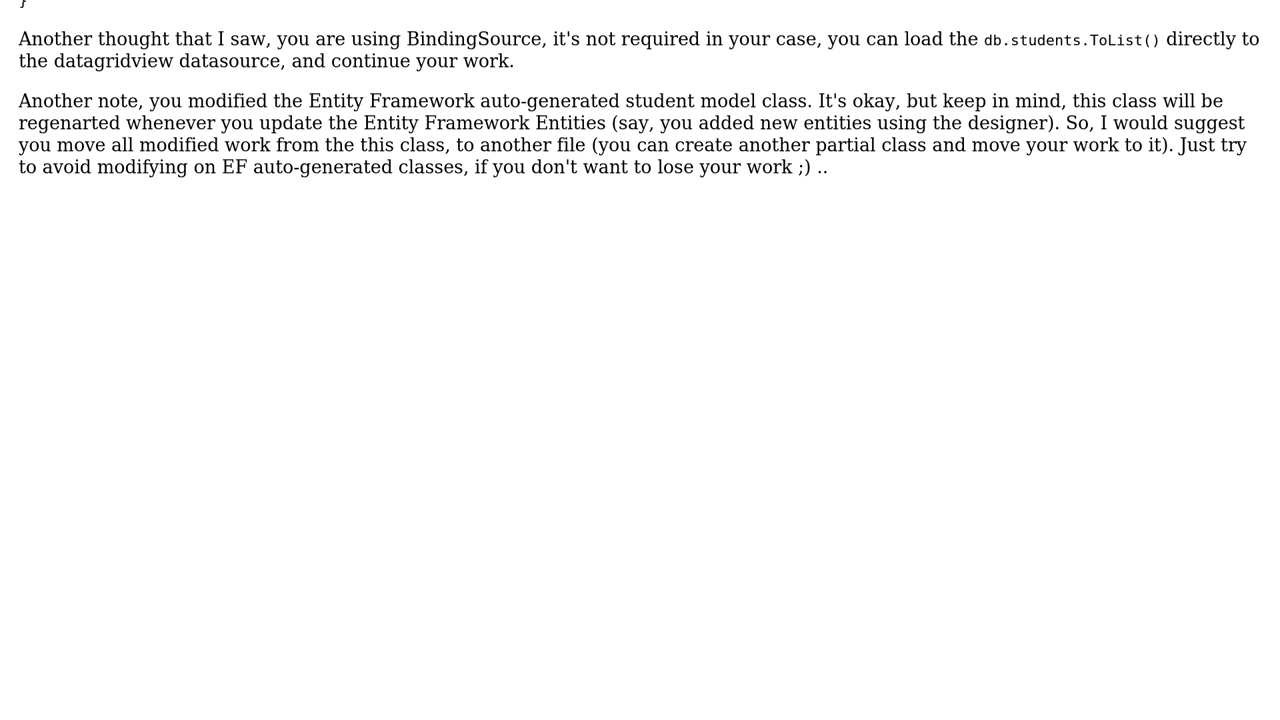 }
Another thought that I saw, you are using BindingSource, it's not required in your case, you can load the db.students.ToList() directly to
the datagridview datasource, and continue your work.
Another note, you modified the Entity Framework auto-generated student model class. It's okay, but keep in mind, this class will be
regenarted whenever you update the Entity Framework Entities (say, you added new entities using the designer). So, I would suggest
you move all modified work from the this class, to another file (you can create another partial class and move your work to it). Just try
to avoid modifying on EF auto-generated classes, if you don't want to lose your work ;) ..